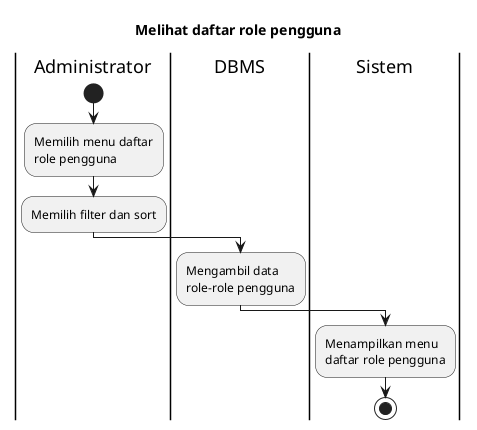 Melihat daftar role pengguna
Administrator
DBMS
Sistem
Memilih menu daftar
role pengguna
Memilih filter dan sort
Mengambil data
role-role pengguna
Menampilkan menu
daftar role pengguna